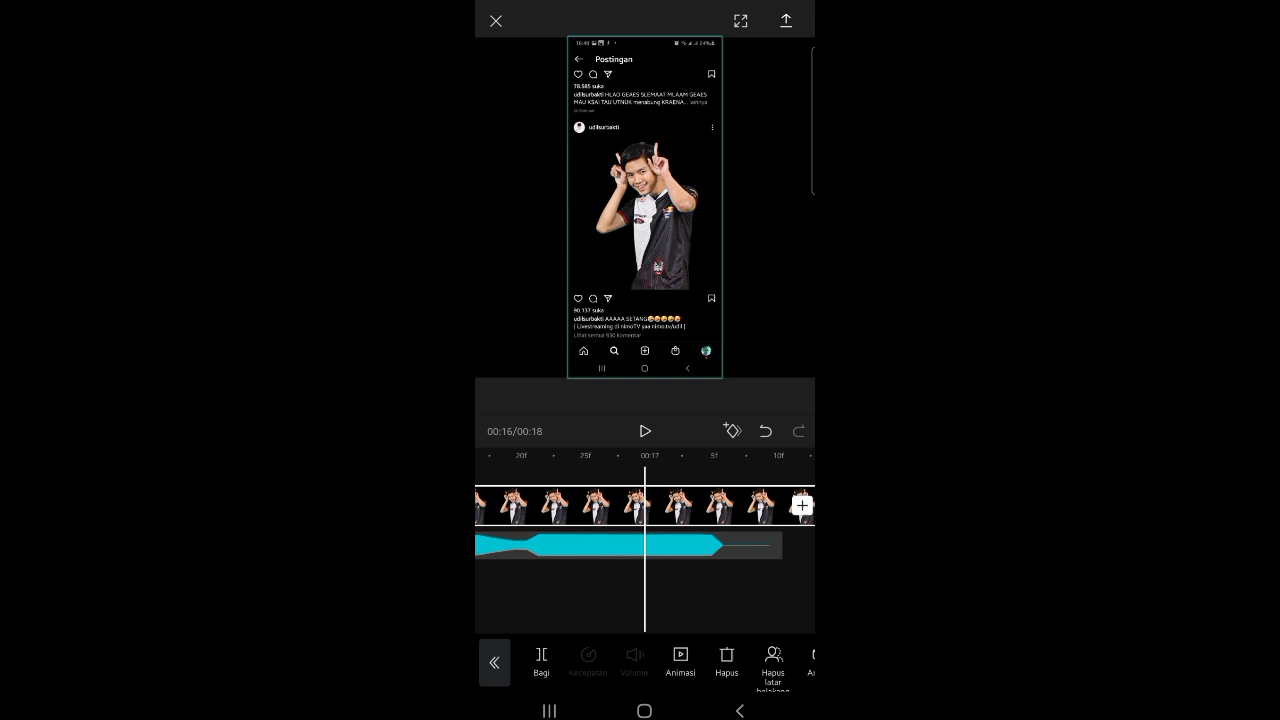 Postingan
78.585 suka
udilsurbakti HLAO GEAES SLEMAAT MLAAM GEAES
MAU KSAI TAU UTNUK menabung KRAENA... lainnya
udilsurbakti
90.137 suka
udilsurbakti AAAAA SETANG🤣🤣🤣🤣🤣
( Livestreaming di nimoTV yaa nimo.tv/udil )
Lihat semua 930 komentar
00:16/00:18
20f 25f 00:17 5f 10f
Bagi Kecepatan Volume Animasi Hapus Hapus
latar
belakang